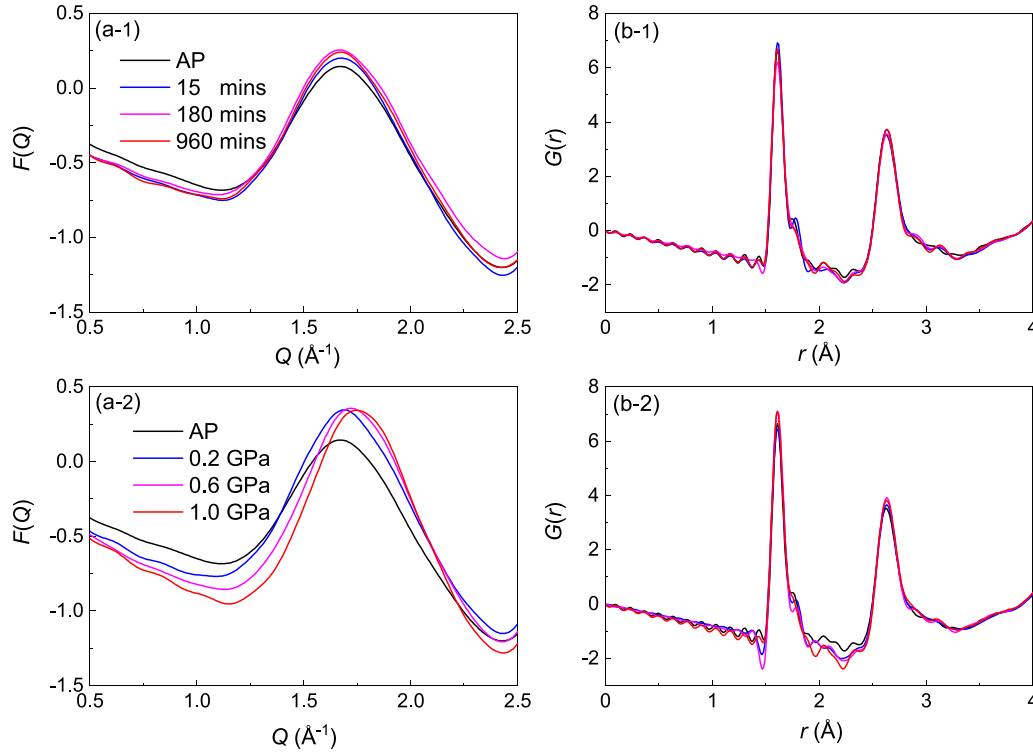 (a-1)
AP
15 mins
180 mins
960 mins
F(Q)
0.5
0.0
-0.5
-1.0
-1.5
0.5 1.0 1.5 2.0 2.5
Q (Å⁻¹)
(b-1)
G(r)
8
6
4
2
0
-2
0 1 2 3 4
r (Å)
(a-2)
AP
0.2 GPa
0.6 GPa
1.0 GPa
F(Q)
0.5
0.0
-0.5
-1.0
-1.5
0.5 1.0 1.5 2.0 2.5
Q (Å⁻¹)
(b-2)
G(r)
8
6
4
2
0
-2
0 1 2 3 4
r (Å)